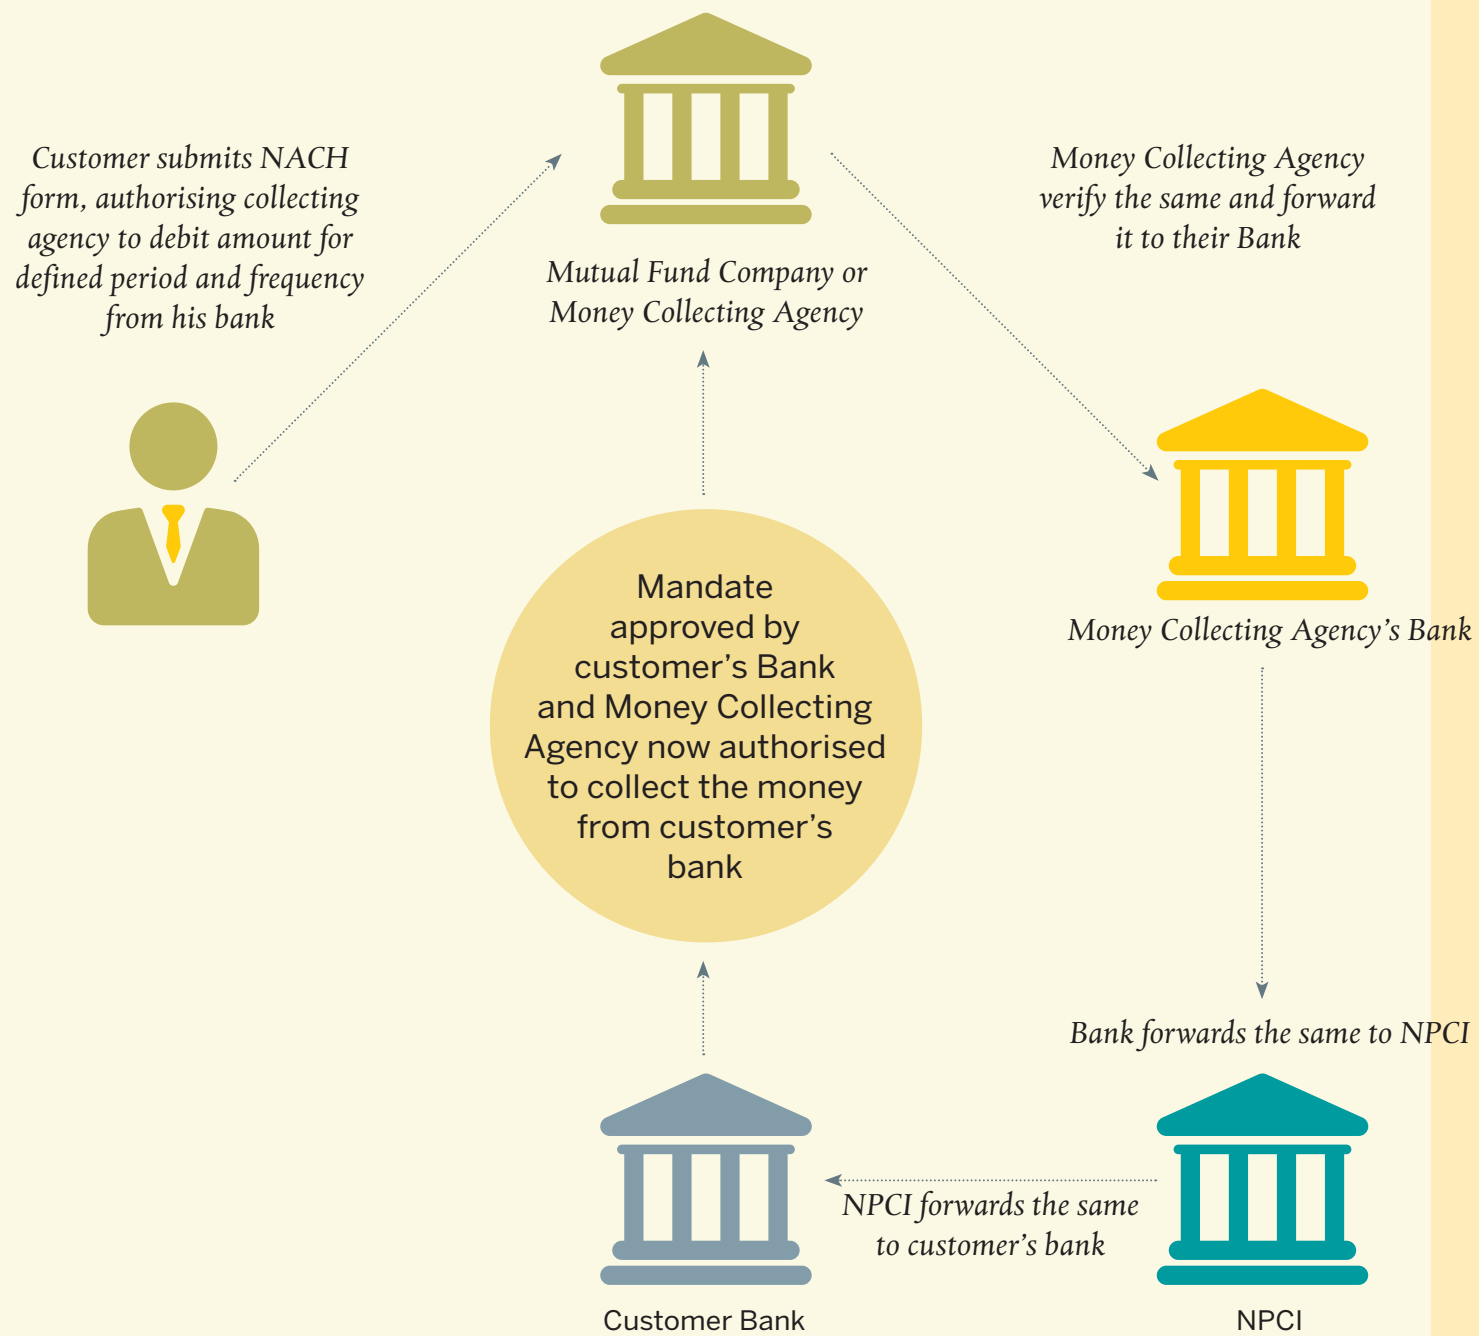 Customer submits NACH
form, authorising collecting
agency to debit amount for
defined period and frequency
from his bank
Mutual Fund Company or
Money Collecting Agency
Money Collecting Agency
verify the same and forward
it to their Bank
Money Collecting Agency’s Bank
Mandate
approved by
customer’s Bank
and Money Collecting
Agency now authorised
to collect the money
from customer’s
bank
Bank forwards the same to NPCI
NPCI forwards the same
to customer’s bank
Customer Bank
NPCI